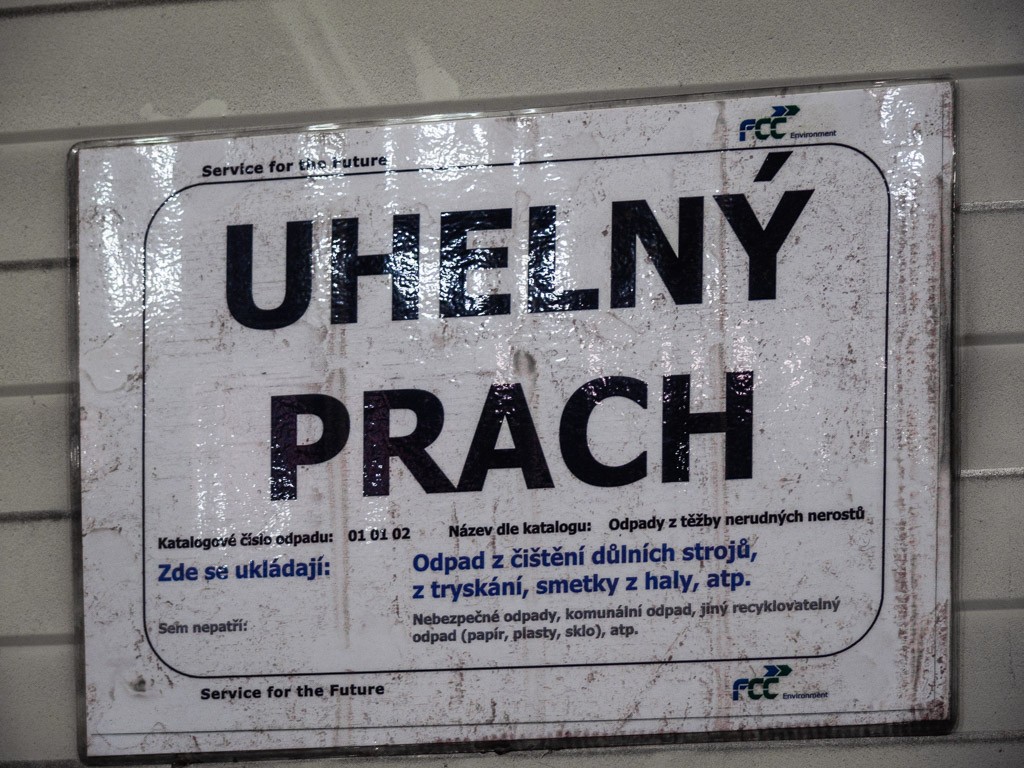 Service for the Future
FCC Environment
UHELNÝ
PRACH
Katalogové číslo odpadu: 01 01 02 Název dle katalogu: Odpady z těžby nerudných nerostů
Zde se ukládají: Odpad z čištění důlních strojů,
z tryskání, smetky z haly, atp.
Sem nepatří: Nebezpečné odpady, komunální odpad, jiný recyklovatelný
odpad (papír, plasty, sklo), atp.
Service for the Future
FCC Environment